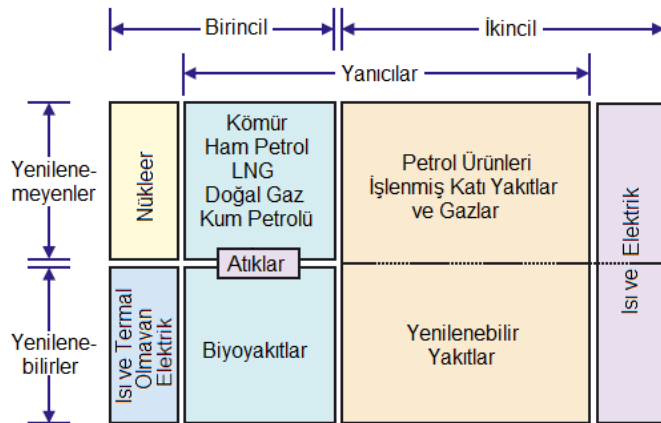 Birincil
İkincil
Yanıcılar
Yenilene-
meyenler
Nükleer
Kömür
Ham Petrol
LNG
Doğal Gaz
Kum Petrolü
Petrol Ürünleri
İşlenmiş Katı Yakıtlar
ve Gazlar
Isı ve Elektrik
Atıklar
Yenilene-
bilirler
Isı ve Termal
Olmavan
Elektrik
Biyoyakıtlar
Yenilenebilir
Yakıtlar